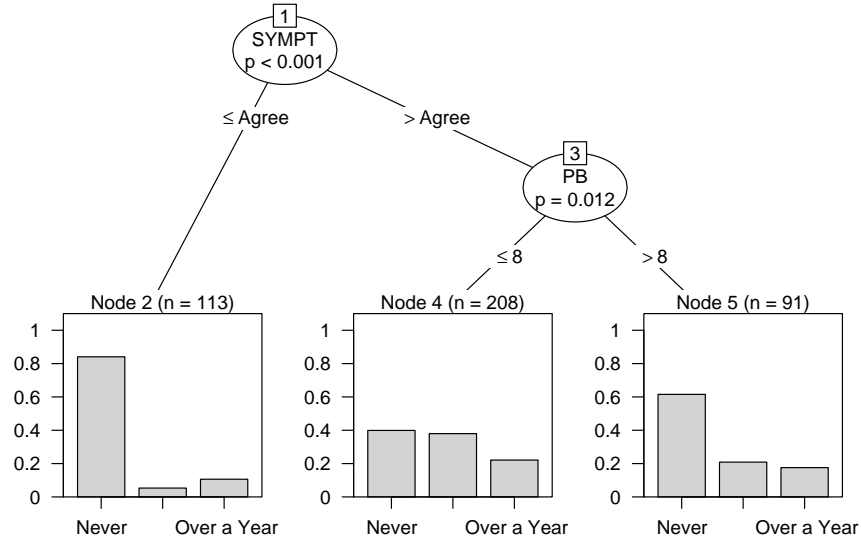 1
SYMPT
p < 0.001
≤ Agree
> Agree
3
PB
p = 0.012
≤ 8
> 8
Node 2 (n = 113)
1
0.8
0.6
0.4
0.2
0
Never
Over a Year
Node 4 (n = 208)
1
0.8
0.6
0.4
0.2
0
Never
Over a Year
Node 5 (n = 91)
1
0.8
0.6
0.4
0.2
0
Never
Over a Year